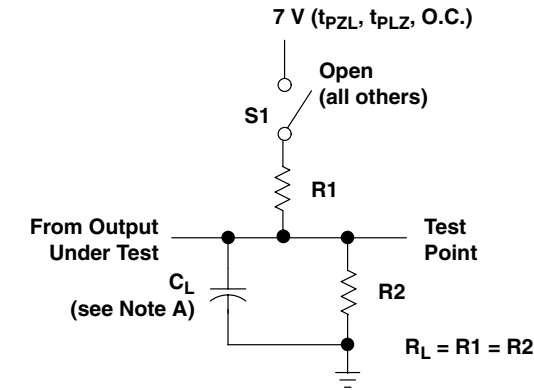 7 V (tPZL, tPLZ, O.C.)
Open
(all others)
S1
R1
From Output
Under Test
Test
Point
CL
(see Note A)
R2
RL = R1 = R2